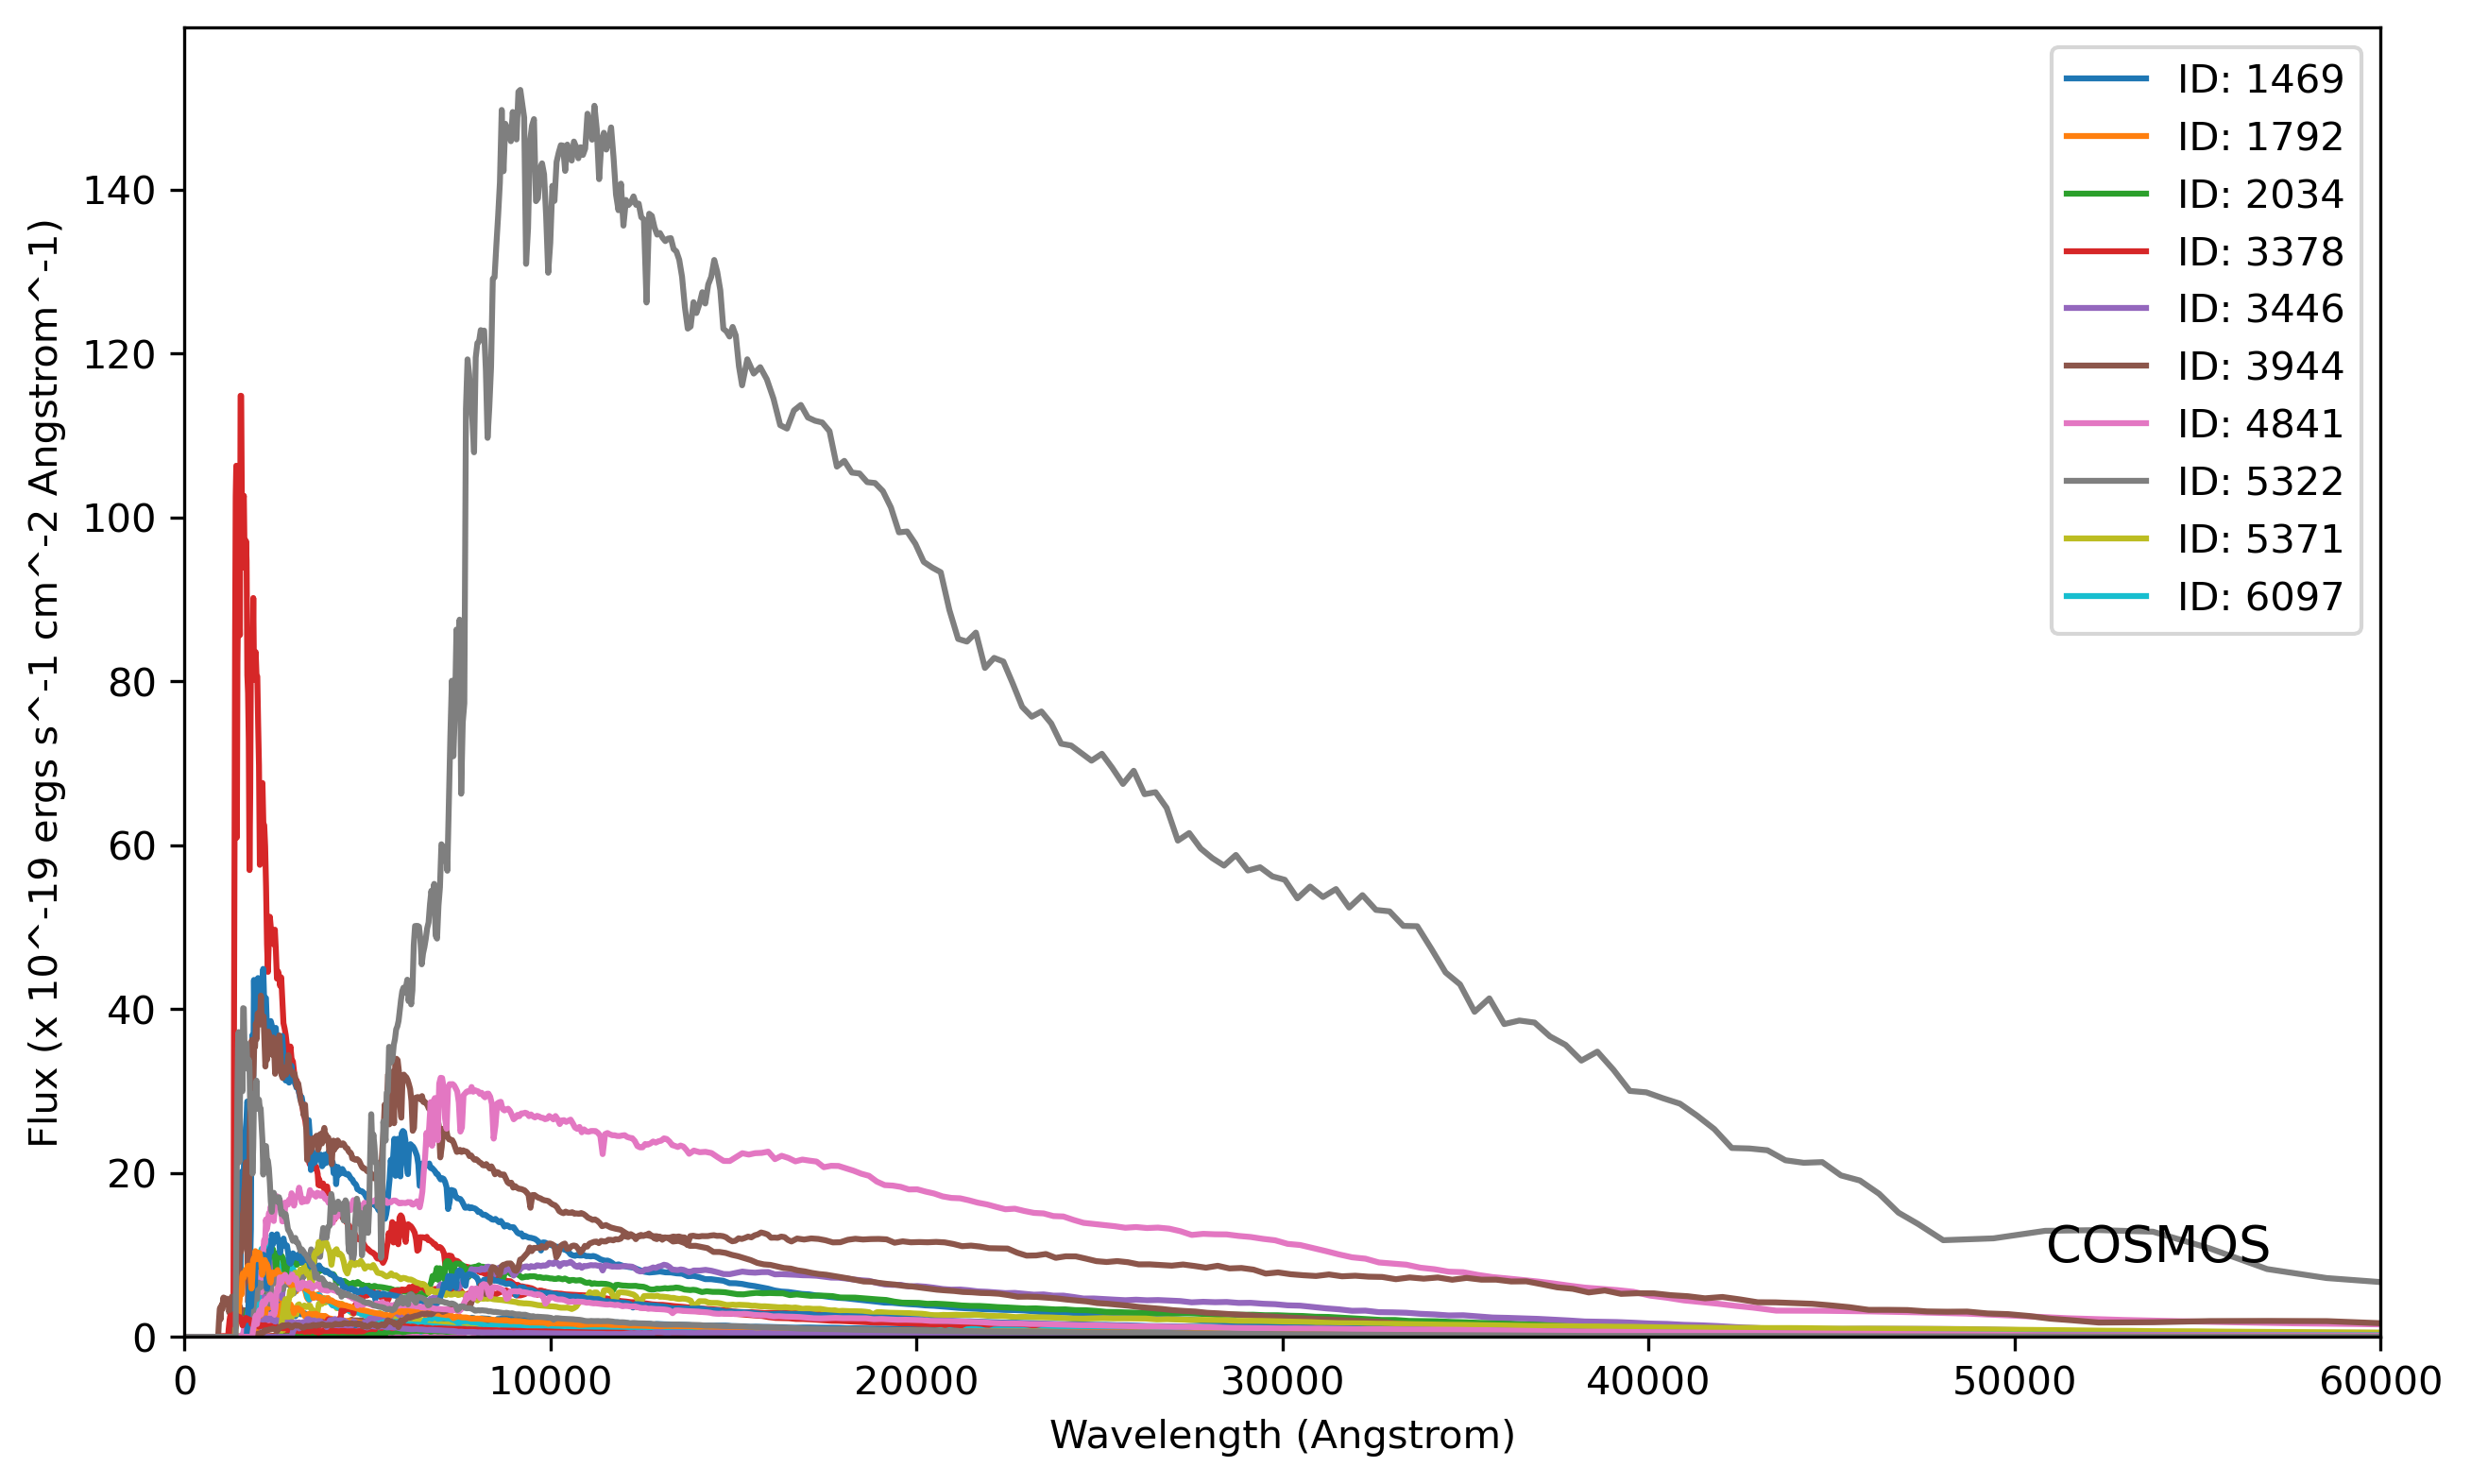 Flux (x 10^-19 ergs s^-1 cm^-2 Angstrom^-1)
140
120
100
80
60
40
20
0
0 10000 20000 30000 40000 50000 60000
Wavelength (Angstrom)
ID: 1469
ID: 1792
ID: 2034
ID: 3378
ID: 3446
ID: 3944
ID: 4841
ID: 5322
ID: 5371
ID: 6097
COSMOS